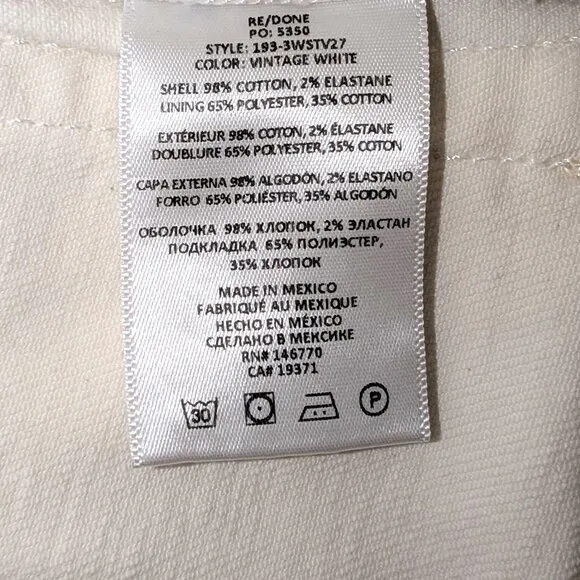 RE/DONE
PO: 5350
STYLE: 193-3WSTV27
COLOR: VINTAGE WHITE
SHELL 98% COTTON, 2% ELASTANE
LINING 65% POLYESTER, 35% COTTON
EXTÉRIEUR 98% COTON, 2% ÉLASTANE
DOUBLURE 65% POLYESTER, 35% COTON
CAPA EXTERNA 98% ALGODÓN, 2% ELASTANO
FORRO 65% POLIÉSTER, 35% ALGODÓN
ОБОЛОЧКА 98% ХЛОПОК, 2% ЭЛАСТАН
ПОДКЛАДКА 65% ПОЛИЭСТЕР,
35% ХЛОПОК
MADE IN MEXICO
FABRIQUÉ AU MEXIQUE
HECHO EN MÉXICO
СДЕЛАНО В МЕКСИКЕ
RN# 146770
CA# 19371
30 P